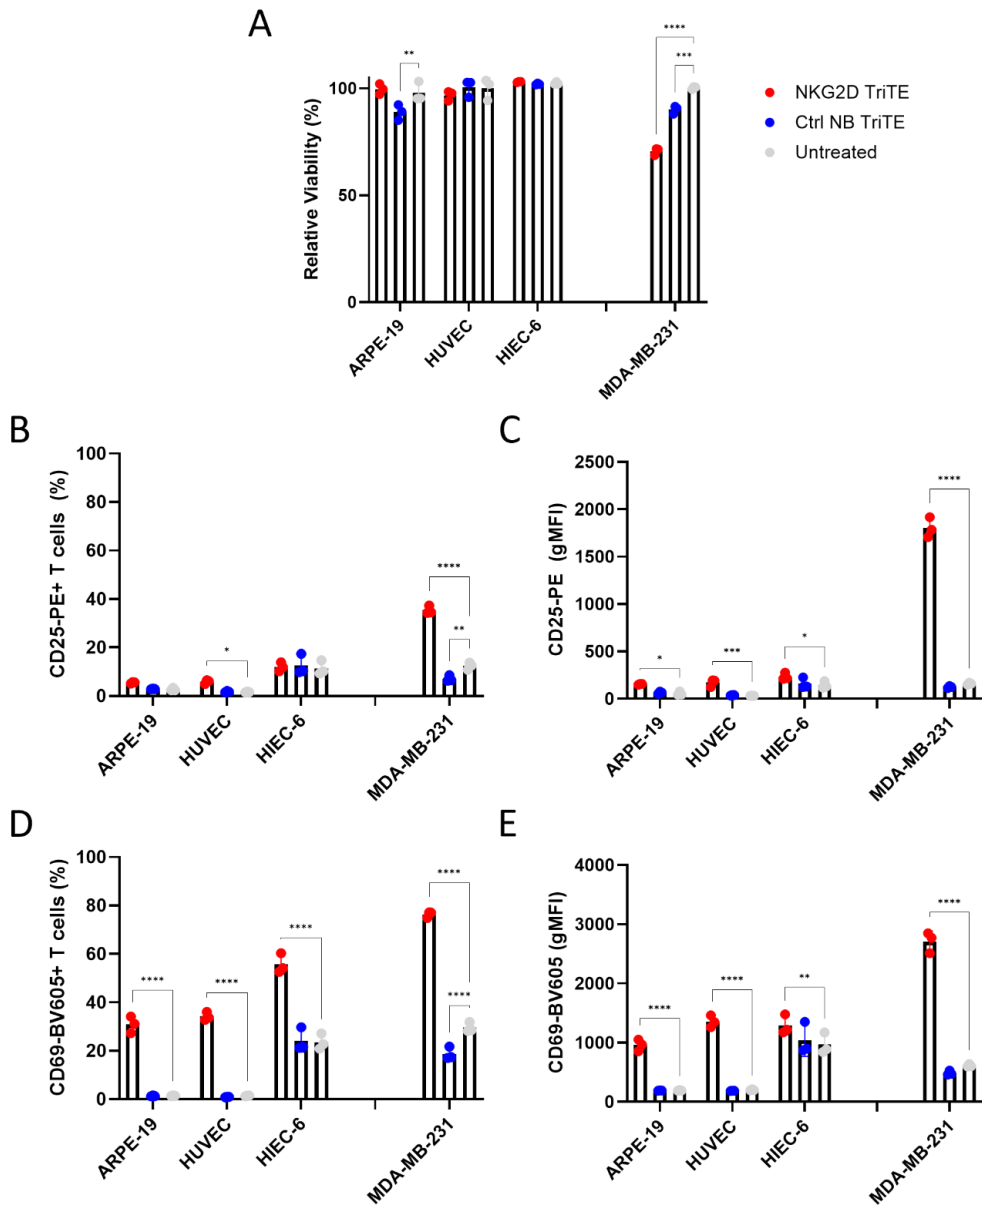 A
**
****
***
NKG2D TriTE
Ctrl NB TriTE
Untreated
Relative Viability (%)
100
50
0
ARPE-19
HUVEC
HIEC-6
MDA-MB-231
B
CD25-PE+ T cells (%)
100
80
60
40
20
0
*
****
**
ARPE-19
HUVEC
HIEC-6
MDA-MB-231
C
CD25-PE (gMFI)
2500
2000
1500
1000
500
0
*
***
*
****
ARPE-19
HUVEC
HIEC-6
MDA-MB-231
D
CD69-BV605+ T cells (%)
100
80
60
40
20
0
****
****
****
****
****
ARPE-19
HUVEC
HIEC-6
MDA-MB-231
E
CD69-BV605 (gMFI)
4000
3000
2000
1000
0
****
****
**
****
ARPE-19
HUVEC
HIEC-6
MDA-MB-231